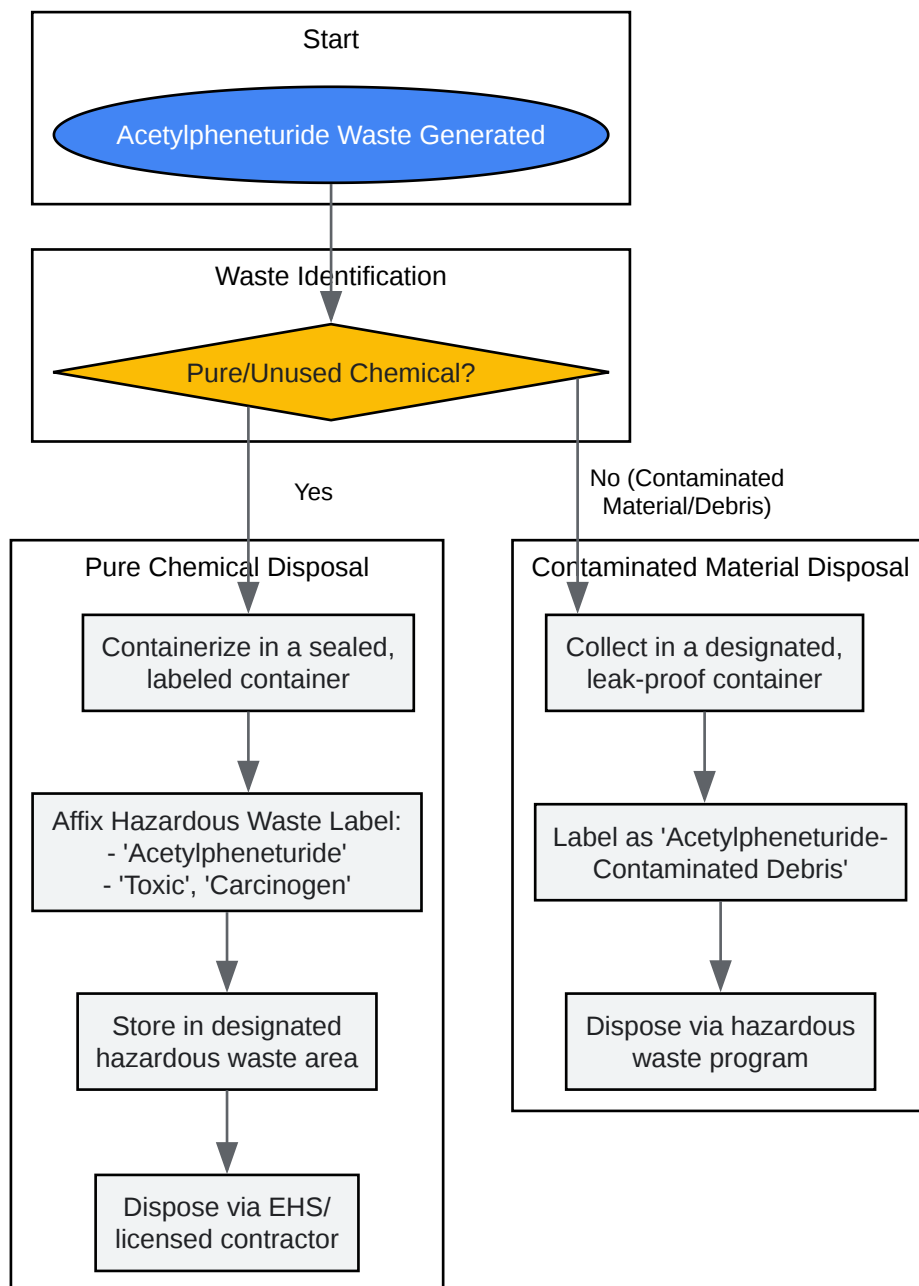 Start
Acetylpheneturide Waste Generated
Waste Identification
Pure/Unused Chemical?
Yes
No (Contaminated
Material/Debris)
Pure Chemical Disposal
Containerize in a sealed,
labeled container
Affix Hazardous Waste Label:
- 'Acetylpheneturide'
- 'Toxic', 'Carcinogen'
Store in designated
hazardous waste area
Dispose via EHS/
licensed contractor
Contaminated Material Disposal
Collect in a designated,
leak-proof container
Label as 'Acetylpheneturide-
Contaminated Debris'
Dispose via hazardous
waste program